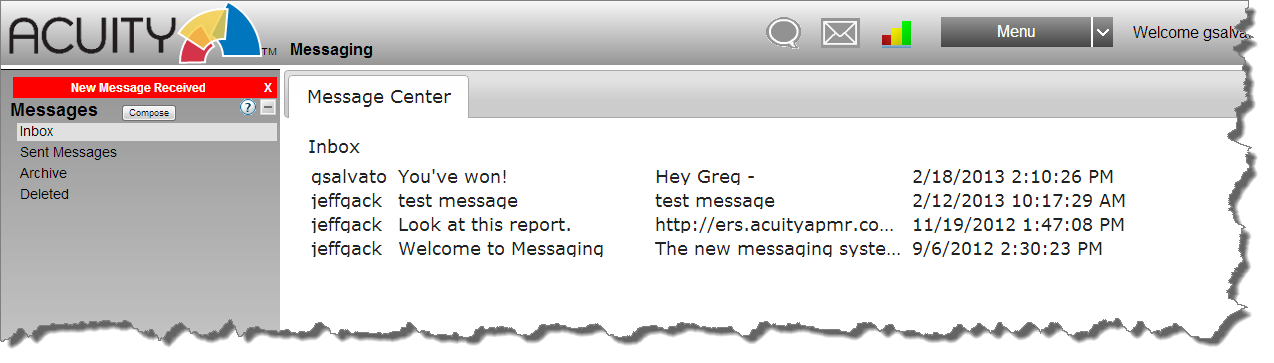 ACUITY TM Messaging Menu Welcome gsalva
New Message Received X
Messages Compose ? −
Inbox
Sent Messages
Archive
Deleted
Message Center
Inbox
gsalvato You've won! Hey Greg - 2/18/2013 2:10:26 PM
jeffgack test message test message 2/12/2013 10:17:29 AM
jeffgack Look at this report. http://ers.acuityapmr.co... 11/19/2012 1:47:08 PM
jeffgack Welcome to Messaging The new messaging syste... 9/6/2012 2:30:23 PM